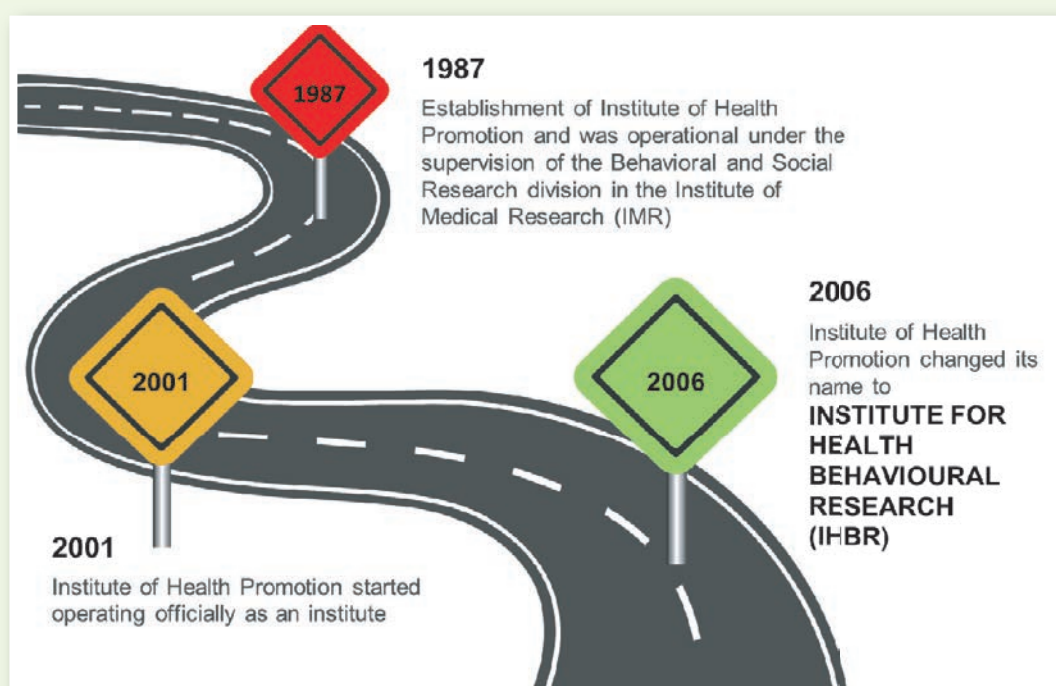 1987
1987
Establishment of Institute of Health
Promotion and was operational under the
supervision of the Behavioral and Social
Research division in the Institute of
Medical Research (IMR)
2001
2001
Institute of Health Promotion started
operating officially as an institute
2006
2006
Institute of Health
Promotion changed its
name to
INSTITUTE FOR
HEALTH
BEHAVIOURAL
RESEARCH
(IHBR)